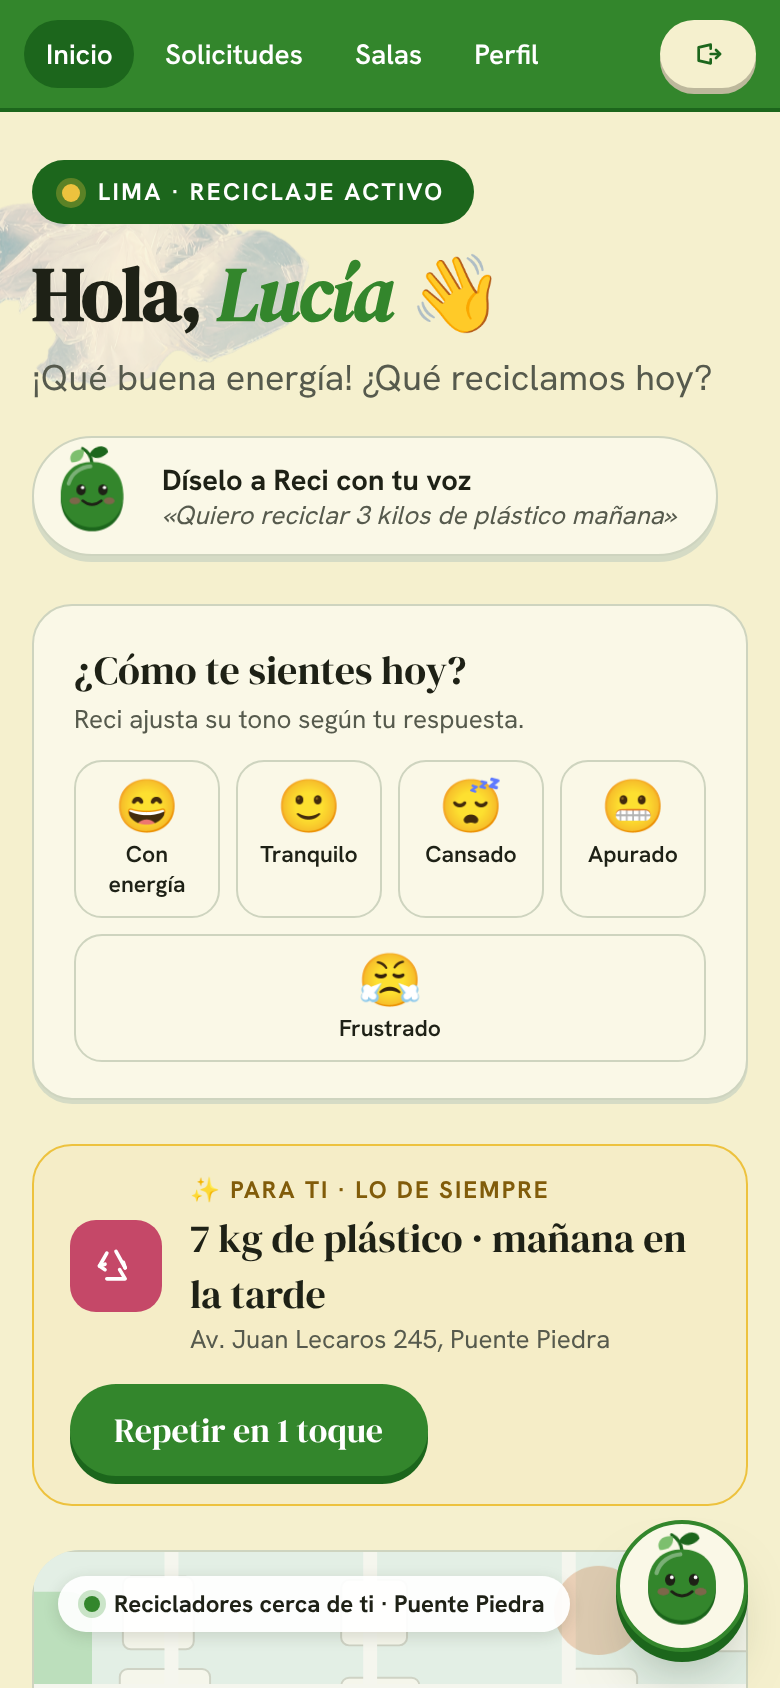 Inicio Solicitudes Salas Perfil
LIMA · RECICLAJE ACTIVO
Hola, Lucía 👋
¡Qué buena energía! ¿Qué reciclamos hoy?
Díselo a Reci con tu voz
«Quiero reciclar 3 kilos de plástico mañana»
¿Cómo te sientes hoy?
Reci ajusta su tono según tu respuesta.
Con
energía
Tranquilo
Cansado
Apurado
Frustrado
✨ PARA TI · LO DE SIEMPRE
7 kg de plástico · mañana en
la tarde
Av. Juan Lecaros 245, Puente Piedra
Repetir en 1 toque
Recicladores cerca de ti · Puente Piedra